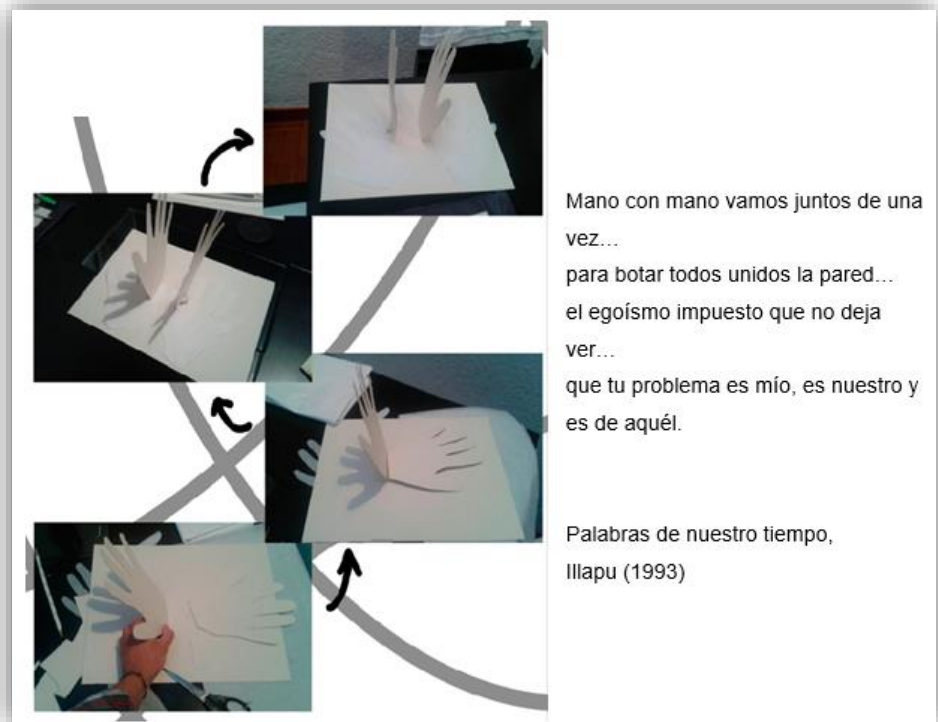 Mano con mano vamos juntos de una
vez…
para botar todos unidos la pared…
el egoísmo impuesto que no deja
ver…
que tu problema es mío, es nuestro y
es de aquél.
Palabras de nuestro tiempo,
Illapu (1993)